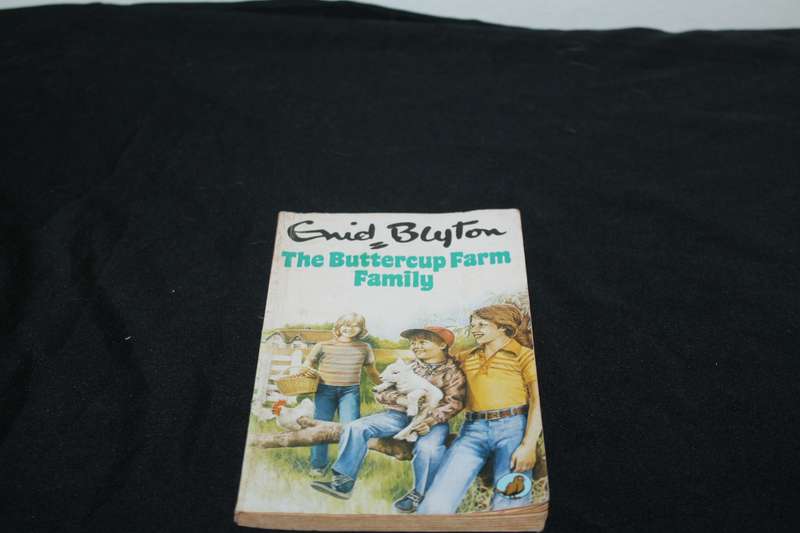 Enid Blyton
The Buttercup Farm
Family